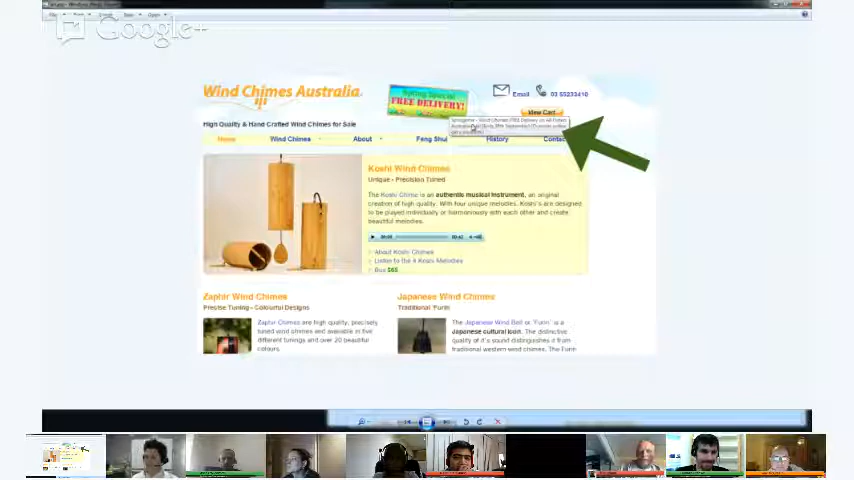 Google+
Wind Chimes Australia
Spring Special
FREE DELIVERY!
Email
03 55233410
View Cart
High Quality & Hand Crafted Wind Chimes for Sale
Home Wind Chimes About Feng Shui History Contact
Koshi Wind Chimes
Unique - Precision Tuned
The Koshi Chime is an authentic musical instrument, an original
creation of high quality. With four unique melodies. Koshi's are designed
to be played individually or harmoniously with each other and create
beautiful melodies.
About Koshi Chimes
Listen to the 4 Koshi Melodies
Buy $65
Zaphir Wind Chimes
Precise Tuning - Colourful Designs
Zaphir Chimes are high quality, precisely
tuned wind chimes and available in five
different tunings and over 20 beautiful
colours.
Japanese Wind Chimes
Traditional 'Furin'
The Japanese Wind Bell or 'Furin' is a
Japanese cultural icon. The distinctive
quality of it's sound distinguishes it from
traditional western wind chimes. The Furin